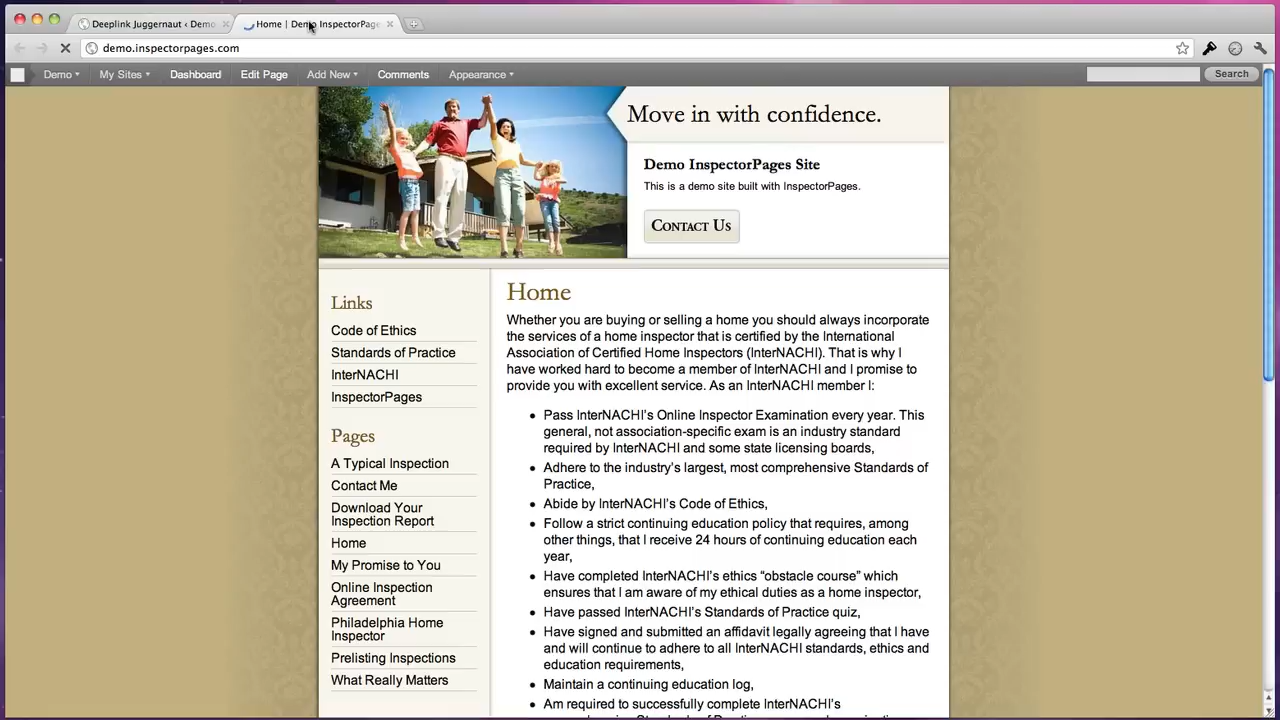 Deeplink Juggernaut ‹ Demo
Home | Demo InspectorPage
demo.inspectorpages.com
Demo
My Sites
Dashboard
Edit Page
Add New
Comments
Appearance
Search
Move in with confidence.
Demo InspectorPages Site
This is a demo site built with InspectorPages.
Contact Us
Links
Code of Ethics
Standards of Practice
InterNACHI
InspectorPages
Pages
A Typical Inspection
Contact Me
Download Your
Inspection Report
Home
My Promise to You
Online Inspection
Agreement
Philadelphia Home
Inspector
Prelisting Inspections
What Really Matters
Home
Whether you are buying or selling a home you should always incorporate
the services of a home inspector that is certified by the International
Association of Certified Home Inspectors (InterNACHI). That is why I
have worked hard to become a member of InterNACHI and I promise to
provide you with excellent service. As an InterNACHI member I:
• Pass InterNACHI’s Online Inspector Examination every year. This
general, not association-specific exam is an industry standard
required by InterNACHI and some state licensing boards,
• Adhere to the industry’s largest, most comprehensive Standards of
Practice,
• Abide by InterNACHI’s Code of Ethics,
• Follow a strict continuing education policy that requires, among
other things, that I receive 24 hours of continuing education each
year,
• Have completed InterNACHI’s ethics “obstacle course” which
ensures that I am aware of my ethical duties as a home inspector,
• Have passed InterNACHI’s Standards of Practice quiz,
• Have signed and submitted an affidavit legally agreeing that I have
and will continue to adhere to all InterNACHI standards, ethics and
education requirements,
• Maintain a continuing education log,
• Am required to successfully complete InterNACHI’s